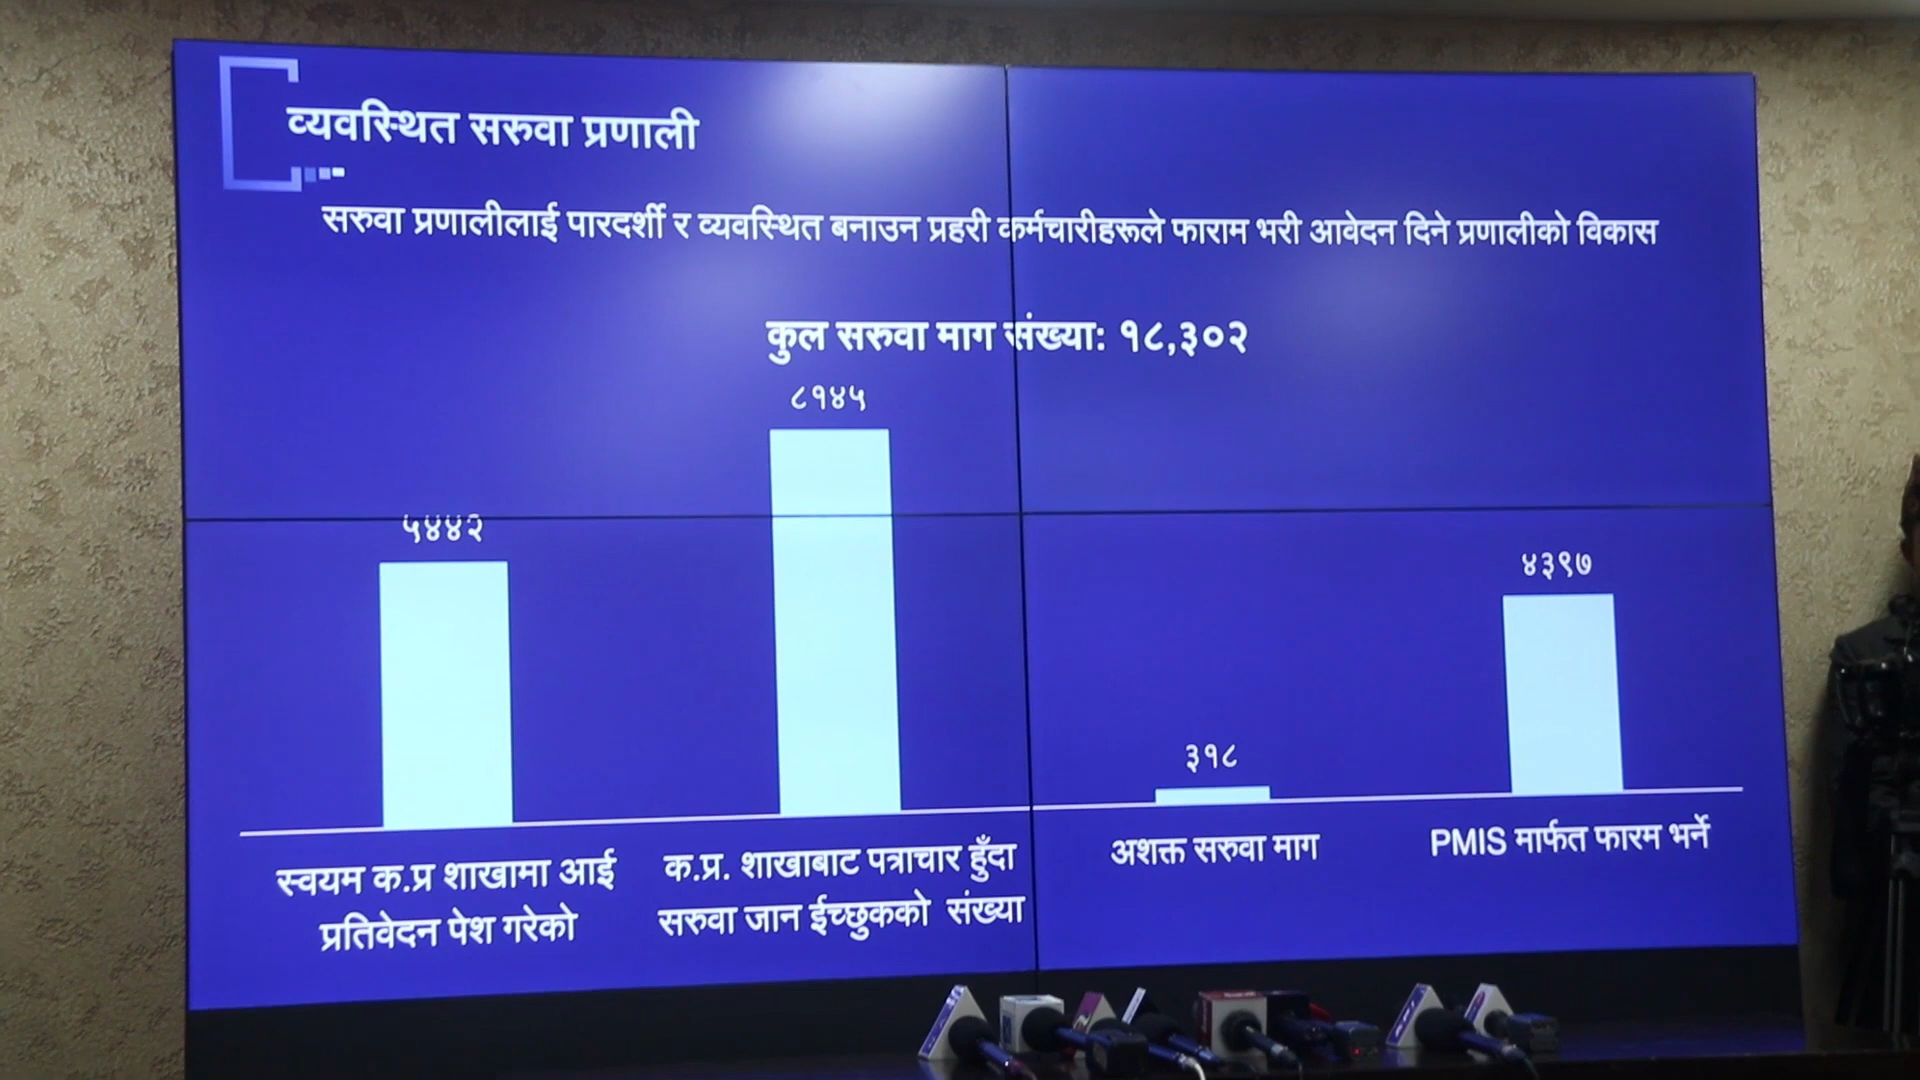 व्यवस्थित सरुवा प्रणाली
सरुवा प्रणालीलाई पारदर्शी र व्यवस्थित बनाउन प्रहरी कर्मचारीहरूले फाराम भरी आवेदन दिने प्रणालीको विकास
कुल सरुवा माग संख्या: १८,३०२
५४४२
८१४५
३१८
४३९७
स्वयम क.प्र शाखामा आई
प्रतिवेदन पेश गरेको
क.प्र. शाखाबाट पत्राचार हुँदा
सरुवा जान ईच्छुकको संख्या
अशक्त सरुवा माग
PMIS मार्फत फारम भर्ने